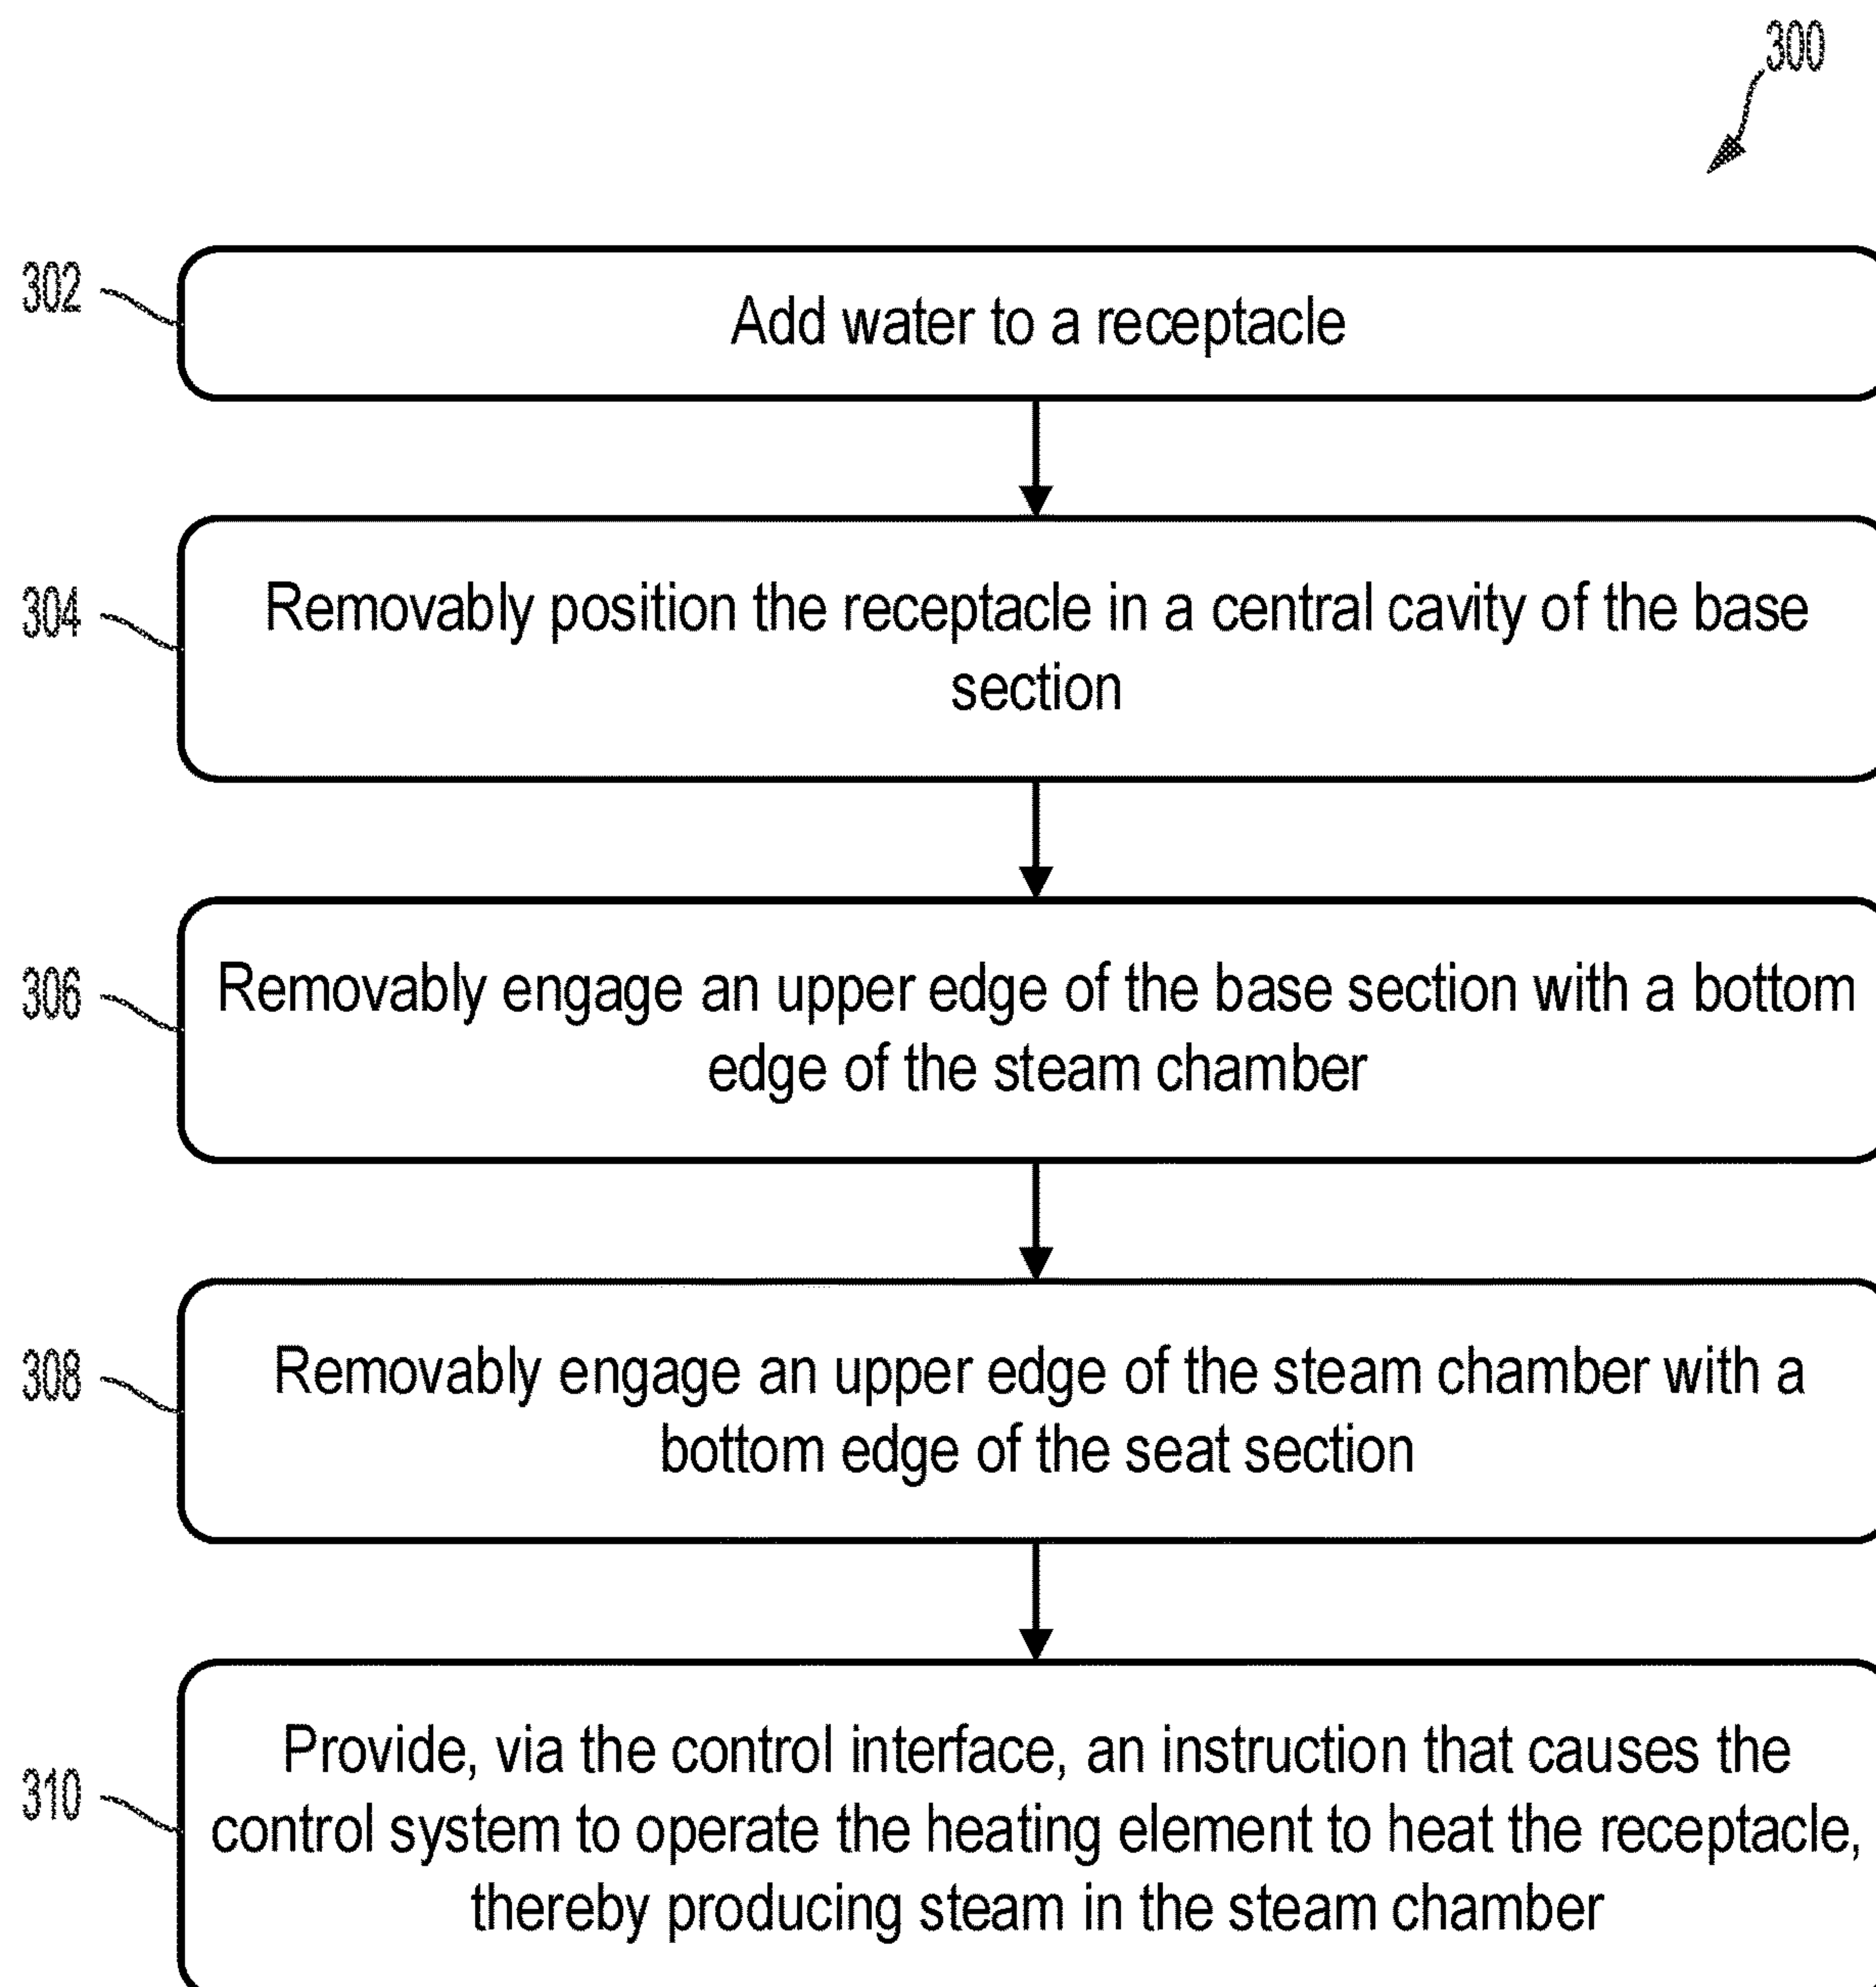 300
302
Add water to a receptacle
304
Removably position the receptacle in a central cavity of the base
section
306
Removably engage an upper edge of the base section with a bottom
edge of the steam chamber
308
Removably engage an upper edge of the steam chamber with a
bottom edge of the seat section
310
Provide, via the control interface, an instruction that causes the
control system to operate the heating element to heat the receptacle,
thereby producing steam in the steam chamber